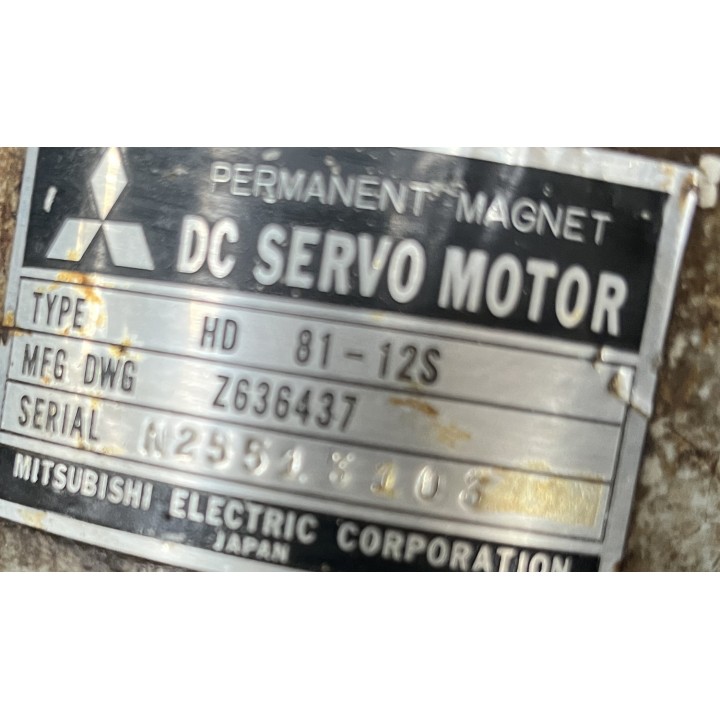 PERMANENT MAGNET
DC SERVO MOTOR
TYPE HD 81-12S
MFG DWG Z636437
SERIAL
MITSUBISHI ELECTRIC CORPORATION
JAPAN